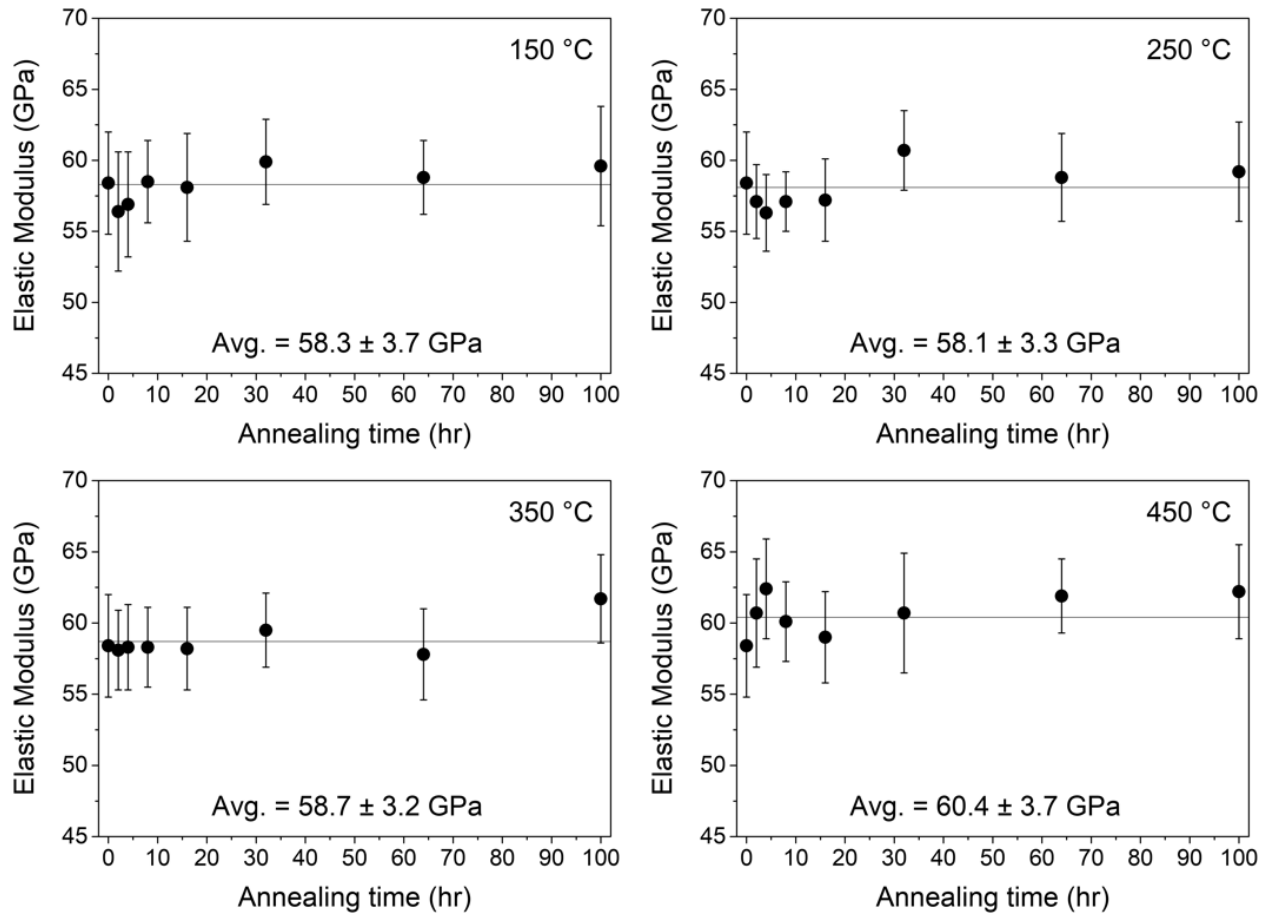 70
65
60
55
50
45
Elastic Modulus (GPa)
150 °C
Avg. = 58.3 ± 3.7 GPa
0 10 20 30 40 50 60 70 80 90 100
Annealing time (hr)
70
65
60
55
50
45
Elastic Modulus (GPa)
250 °C
Avg. = 58.1 ± 3.3 GPa
0 10 20 30 40 50 60 70 80 90 100
Annealing time (hr)
70
65
60
55
50
45
Elastic Modulus (GPa)
350 °C
Avg. = 58.7 ± 3.2 GPa
0 10 20 30 40 50 60 70 80 90 100
Annealing time (hr)
70
65
60
55
50
45
Elastic Modulus (GPa)
450 °C
Avg. = 60.4 ± 3.7 GPa
0 10 20 30 40 50 60 70 80 90 100
Annealing time (hr)